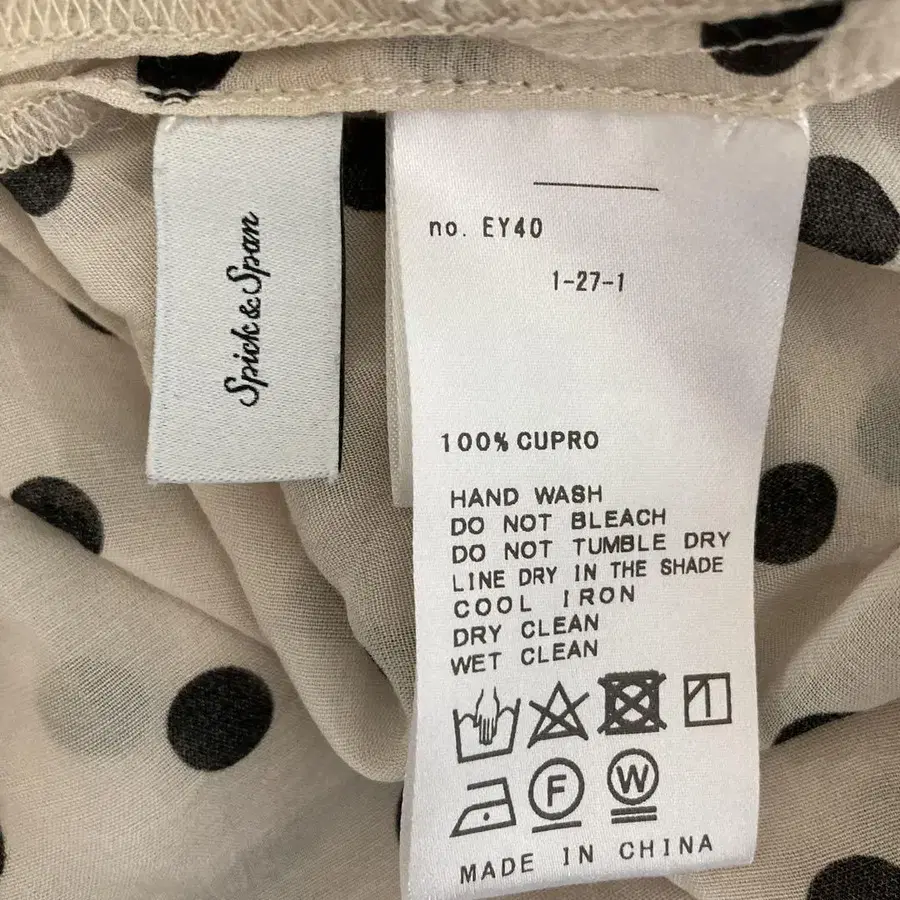 Spick & Span
no. EY40
1-27-1
100% CUPRO
HAND WASH
DO NOT BLEACH
DO NOT TUMBLE DRY
LINE DRY IN THE SHADE
COOL IRON
DRY CLEAN
WET CLEAN
F W
MADE IN CHINA